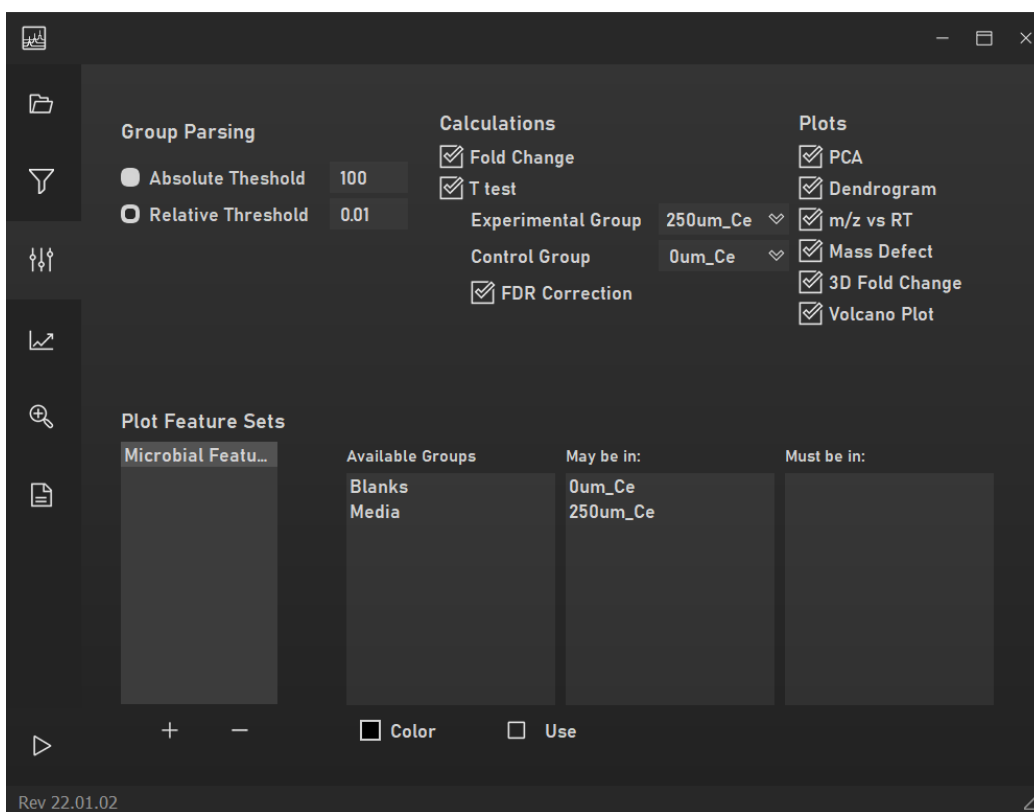 Group Parsing
Absolute Theshold 100
Relative Threshold 0.01
Calculations
Fold Change
T test
Experimental Group 250um_Ce
Control Group 0um_Ce
FDR Correction
Plots
PCA
Dendrogram
m/z vs RT
Mass Defect
3D Fold Change
Volcano Plot
Plot Feature Sets
Microbial Featu...
Available Groups
Blanks
Media
May be in:
0um_Ce
250um_Ce
Must be in:
Color
Use
Rev 22.01.02